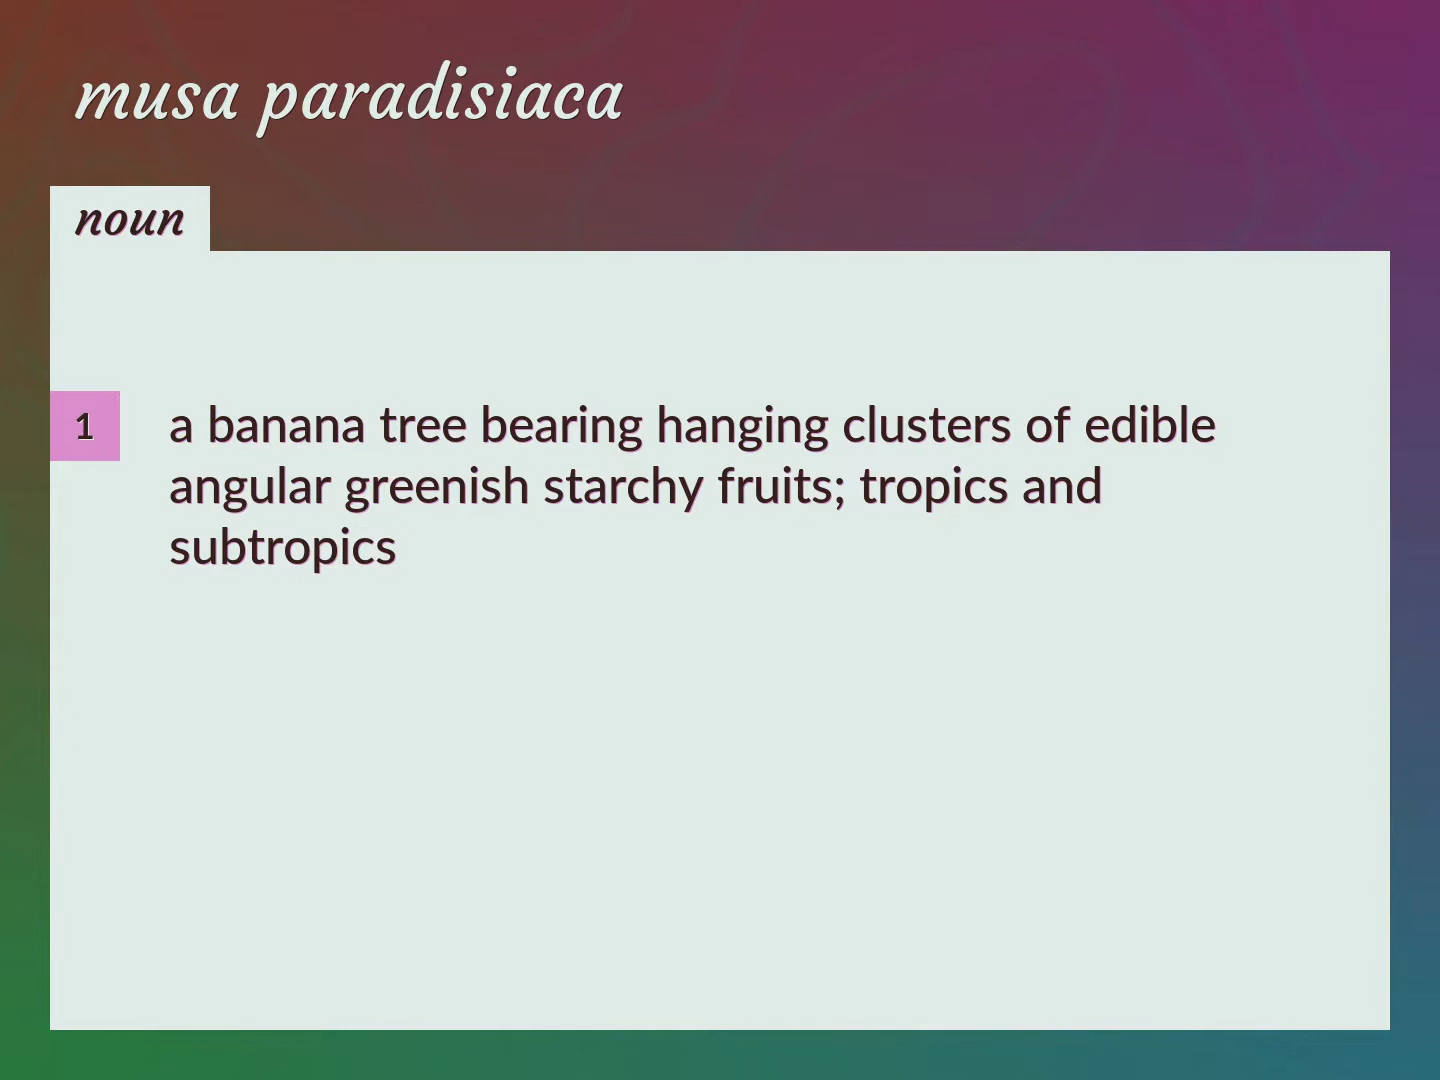 musa paradisiaca
noun
1
a banana tree bearing hanging clusters of edible
angular greenish starchy fruits; tropics and
subtropics